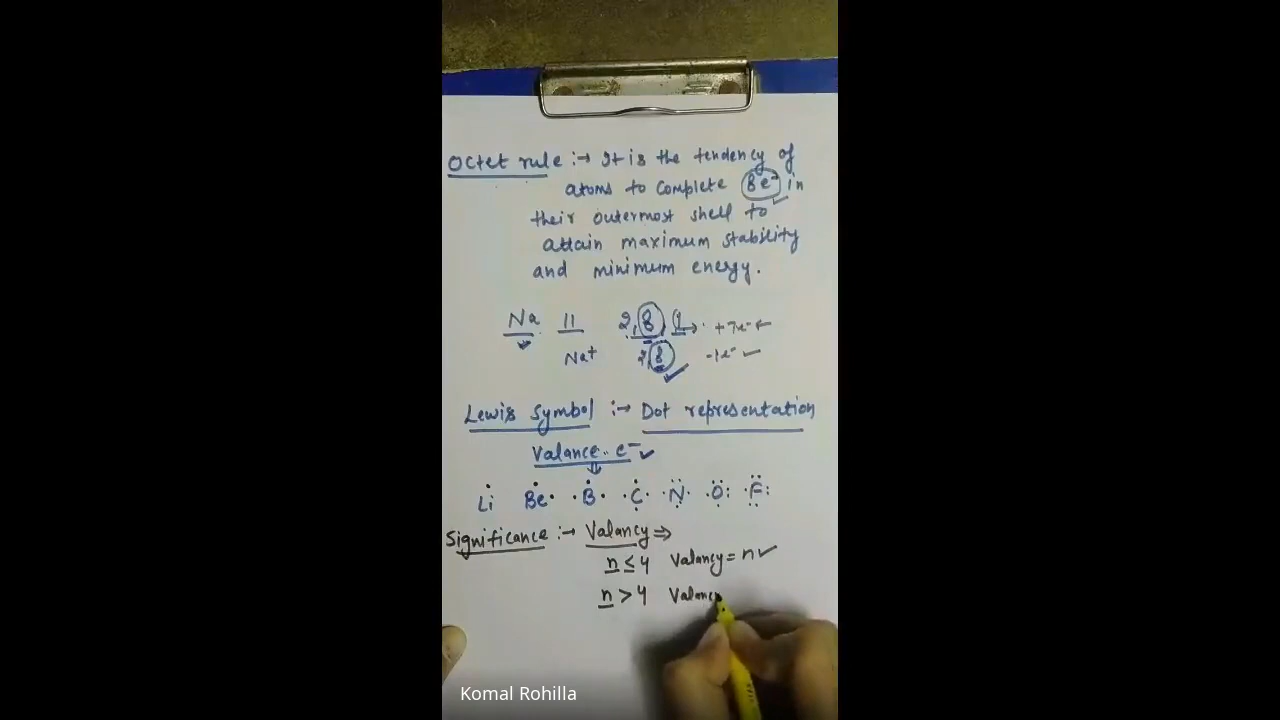 Octet rule :→ It is the tendency of
atoms to complete 8e⁻ in
their outermost shell to
attain maximum stability
and minimum energy.
Na 11 2,8,1→
Na⁺ 2,8 -1e⁻ ✓
Lewis Symbol :→ Dot representation
Valance e⁻ ✓
Li Be B C N O F
Significance :→ Valancy ⇒
n ≤ 4 Valancy = n ✓
n > 4 Valanc
Komal Rohilla